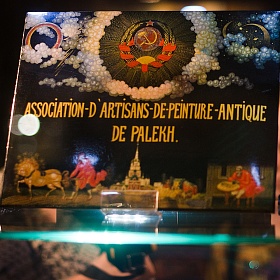 ASSOCIATION-D'ARTISANS-DE-PEINTURE-ANTIQUE
DE PALEKH.